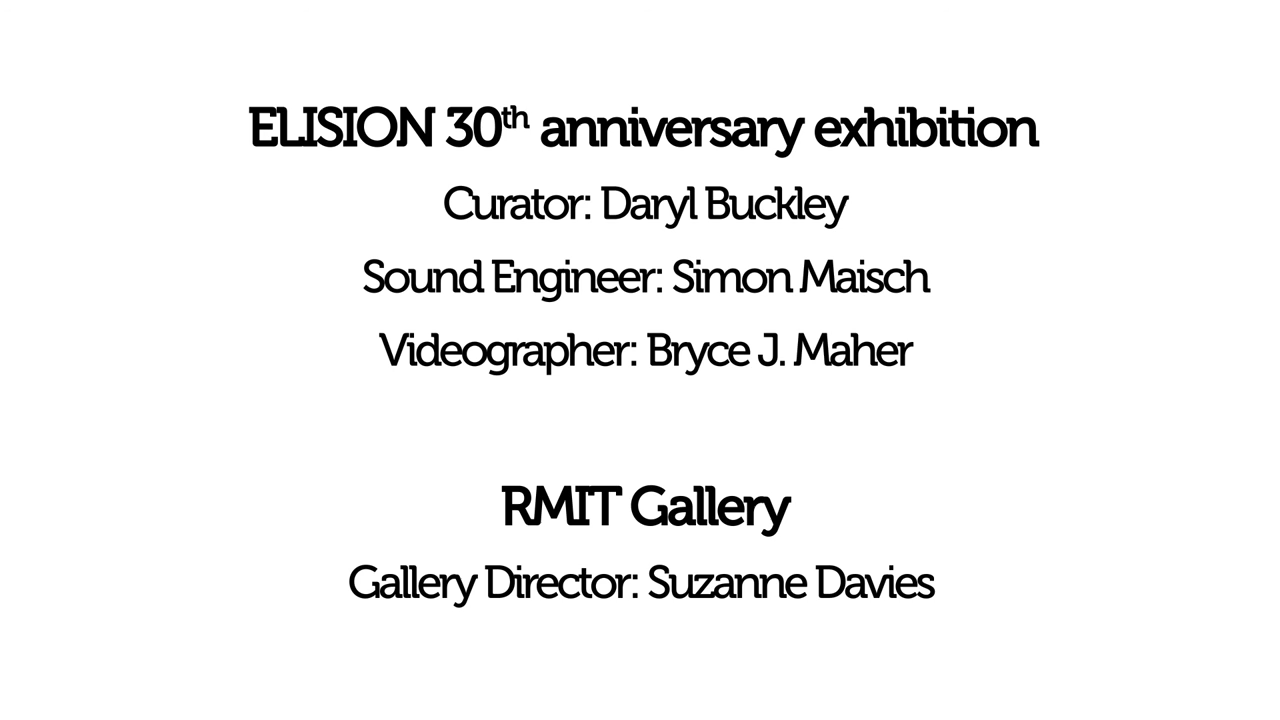 ELISION 30th anniversary exhibition
Curator: Daryl Buckley
Sound Engineer: Simon Maisch
Videographer: Bryce J. Maher
RMIT Gallery
Gallery Director: Suzanne Davies